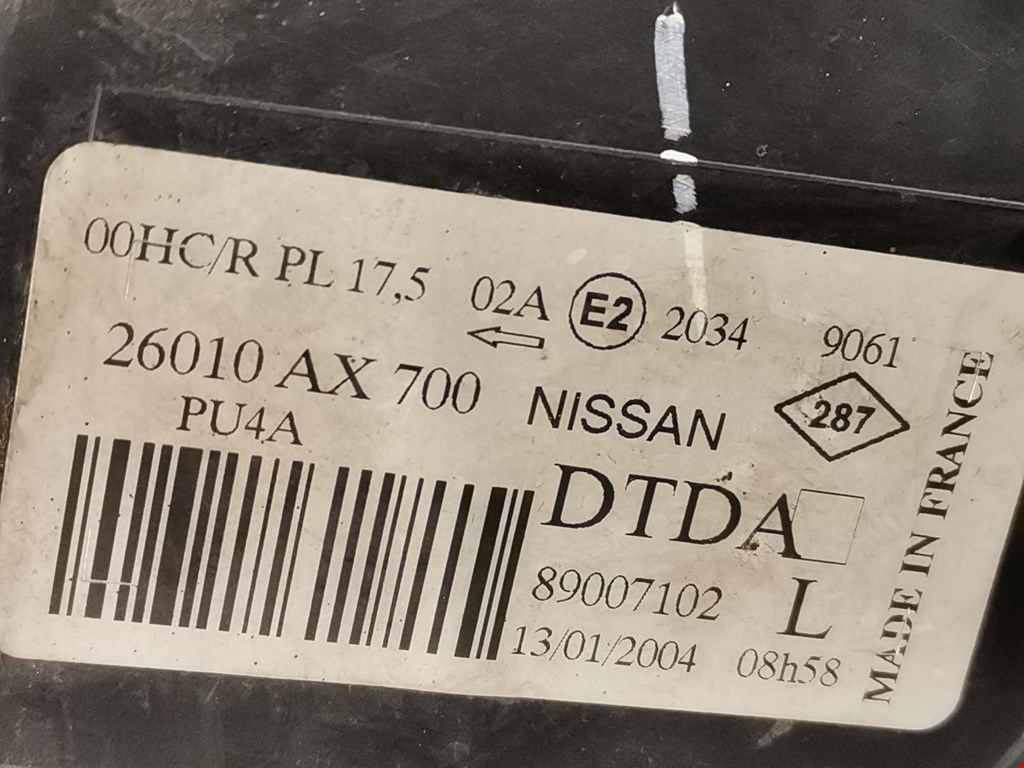 00HC/R PL 17,5 02A E2 2034 9061
26010 AX 700 NISSAN 287
PU4A
DTDA
89007102 L
13/01/2004 08h58
MADE IN FRANCE